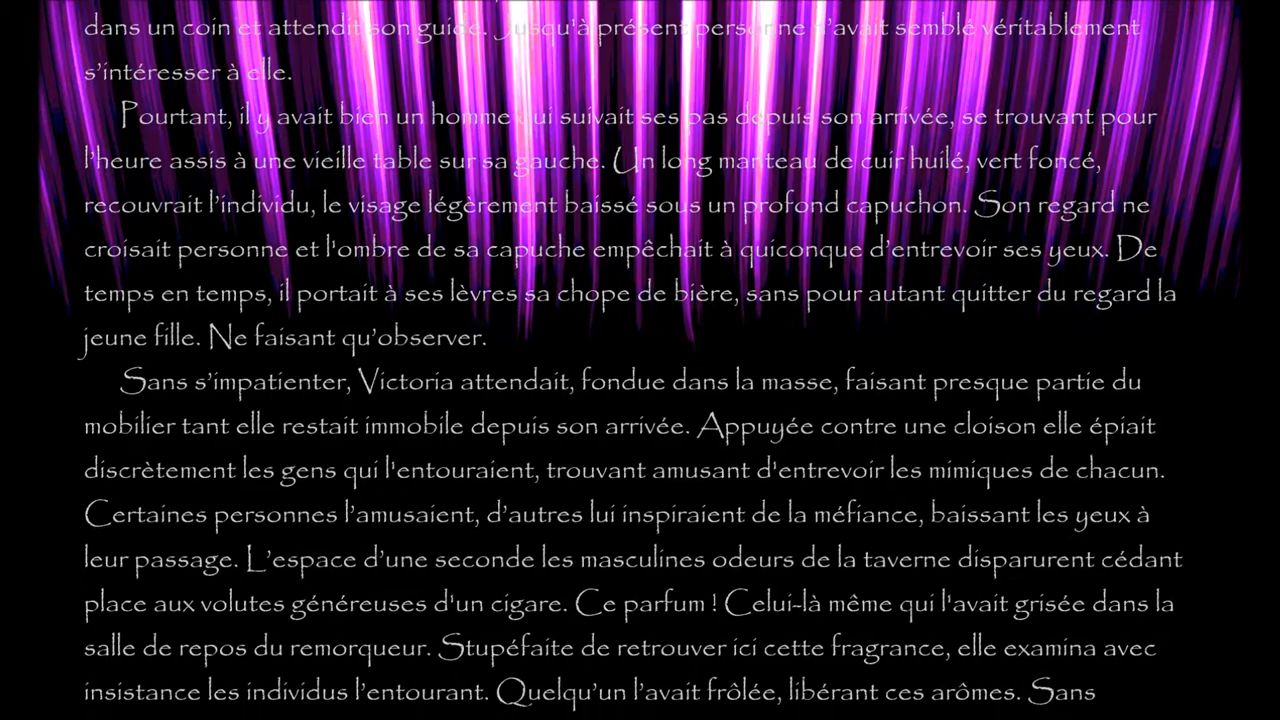 dans un coin et attendit son guide. Jusqu'à présent personne n'avait semblé véritablement
s'intéresser à elle.
Pourtant, il y avait bien un homme qui suivait ses pas depuis son arrivée, se trouvant pour
l'heure assis à une vieille table sur sa gauche. Un long manteau de cuir huilé, vert foncé,
recouvrait l'individu, le visage légèrement baissé sous un profond capuchon. Son regard ne
croisait personne et l'ombre de sa capuche empêchait à quiconque d'entrevoir ses yeux. De
temps en temps, il portait à ses lèvres sa chope de bière, sans pour autant quitter du regard la
jeune fille. Ne faisant qu'observer.
Sans s'impatienter, Victoria attendait, fondue dans la masse, faisant presque partie du
mobilier tant elle restait immobile depuis son arrivée. Appuyée contre une cloison elle épiait
discrètement les gens qui l'entouraient, trouvant amusant d'entrevoir les mimiques de chacun.
Certaines personnes l'amusaient, d'autres lui inspiraient de la méfiance, baissant les yeux à
leur passage. L'espace d'une seconde les masculines odeurs de la taverne disparurent cédant
place aux volutes généreuses d'un cigare. Ce parfum ! Celui-là même qui l'avait grisée dans la
salle de repos du remorqueur. Stupéfaite de retrouver ici cette fragrance, elle examina avec
insistance les individus l'entourant. Quelqu'un l'avait frôlée, libérant ces arômes. Sans